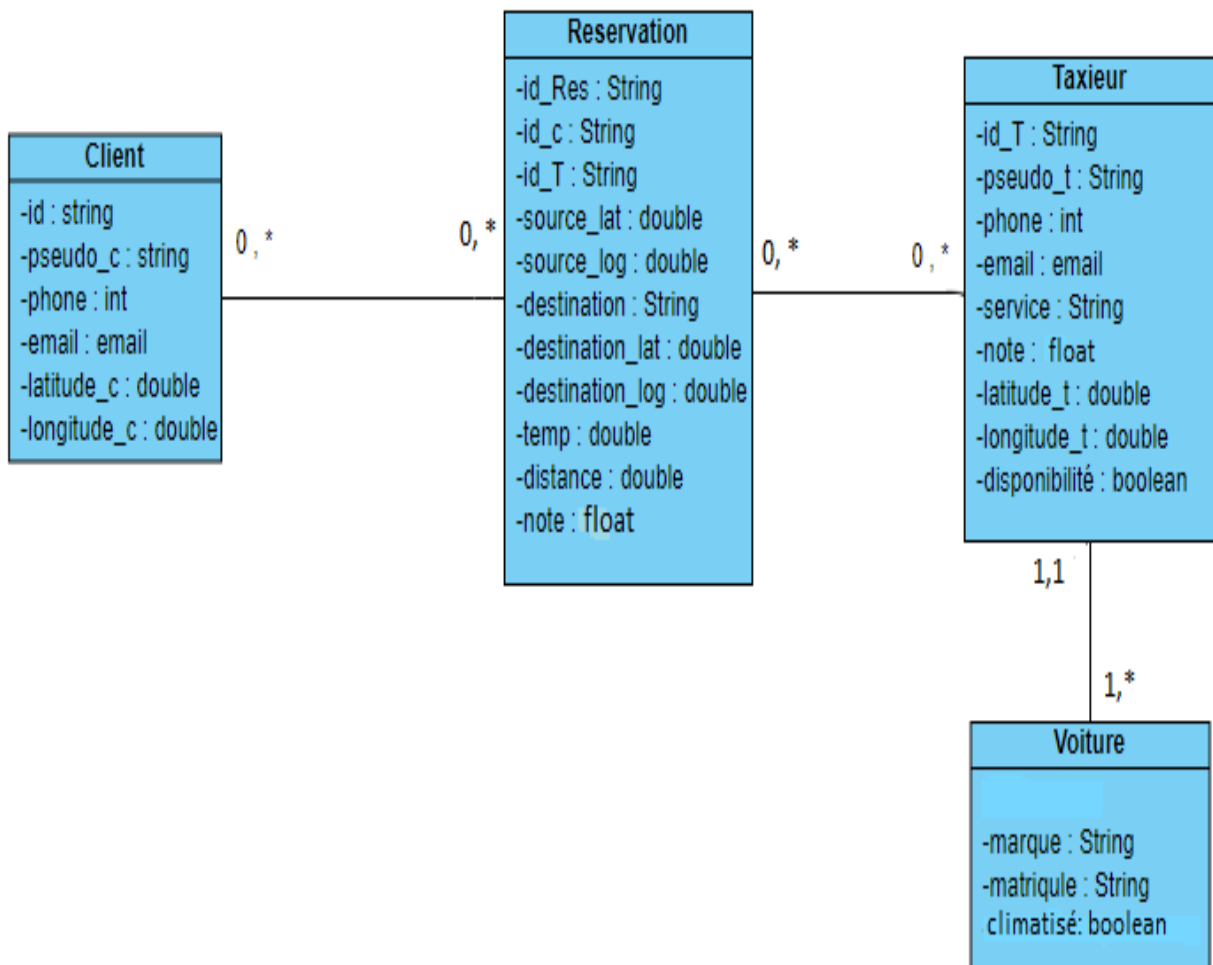 Client
-id : string
-pseudo_c : string
-phone : int
-email : email
-latitude_c : double
-longitude_c : double
0 , *
0, *
Reservation
-id_Res : String
-id_c : String
-id_T : String
-source_lat : double
-source_log : double
-destination : String
-destination_lat : double
-destination_log : double
-temp : double
-distance : double
-note : float
0, *
0 , *
Taxieur
-id_T : String
-pseudo_t : String
-phone : int
-email : email
-service : String
-note : float
-latitude_t : double
-longitude_t : double
-disponibilité : boolean
1,1
1,*
Voiture
-marque : String
-matriqule : String
climatisé: boolean